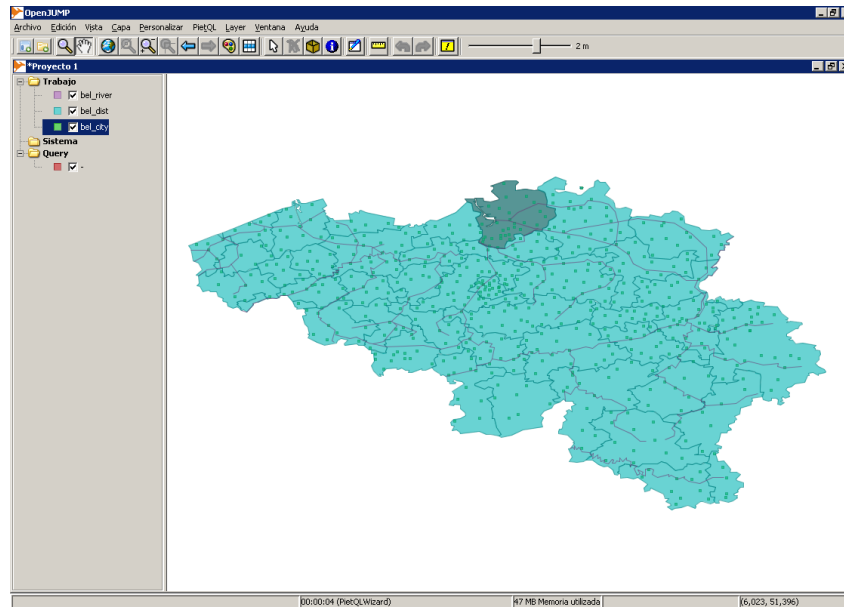 OpenJUMP
Archivo Edición Vista Capa Personalizar PietQL Layer Ventana Ayuda
2 m
*Proyecto 1
Trabajo
bel_river
bel_dist
bel_city
Sistema
Query
-
00:00:04 (PietQLWizard) 47 MB Memoria utilizada (6,023, 51,396)